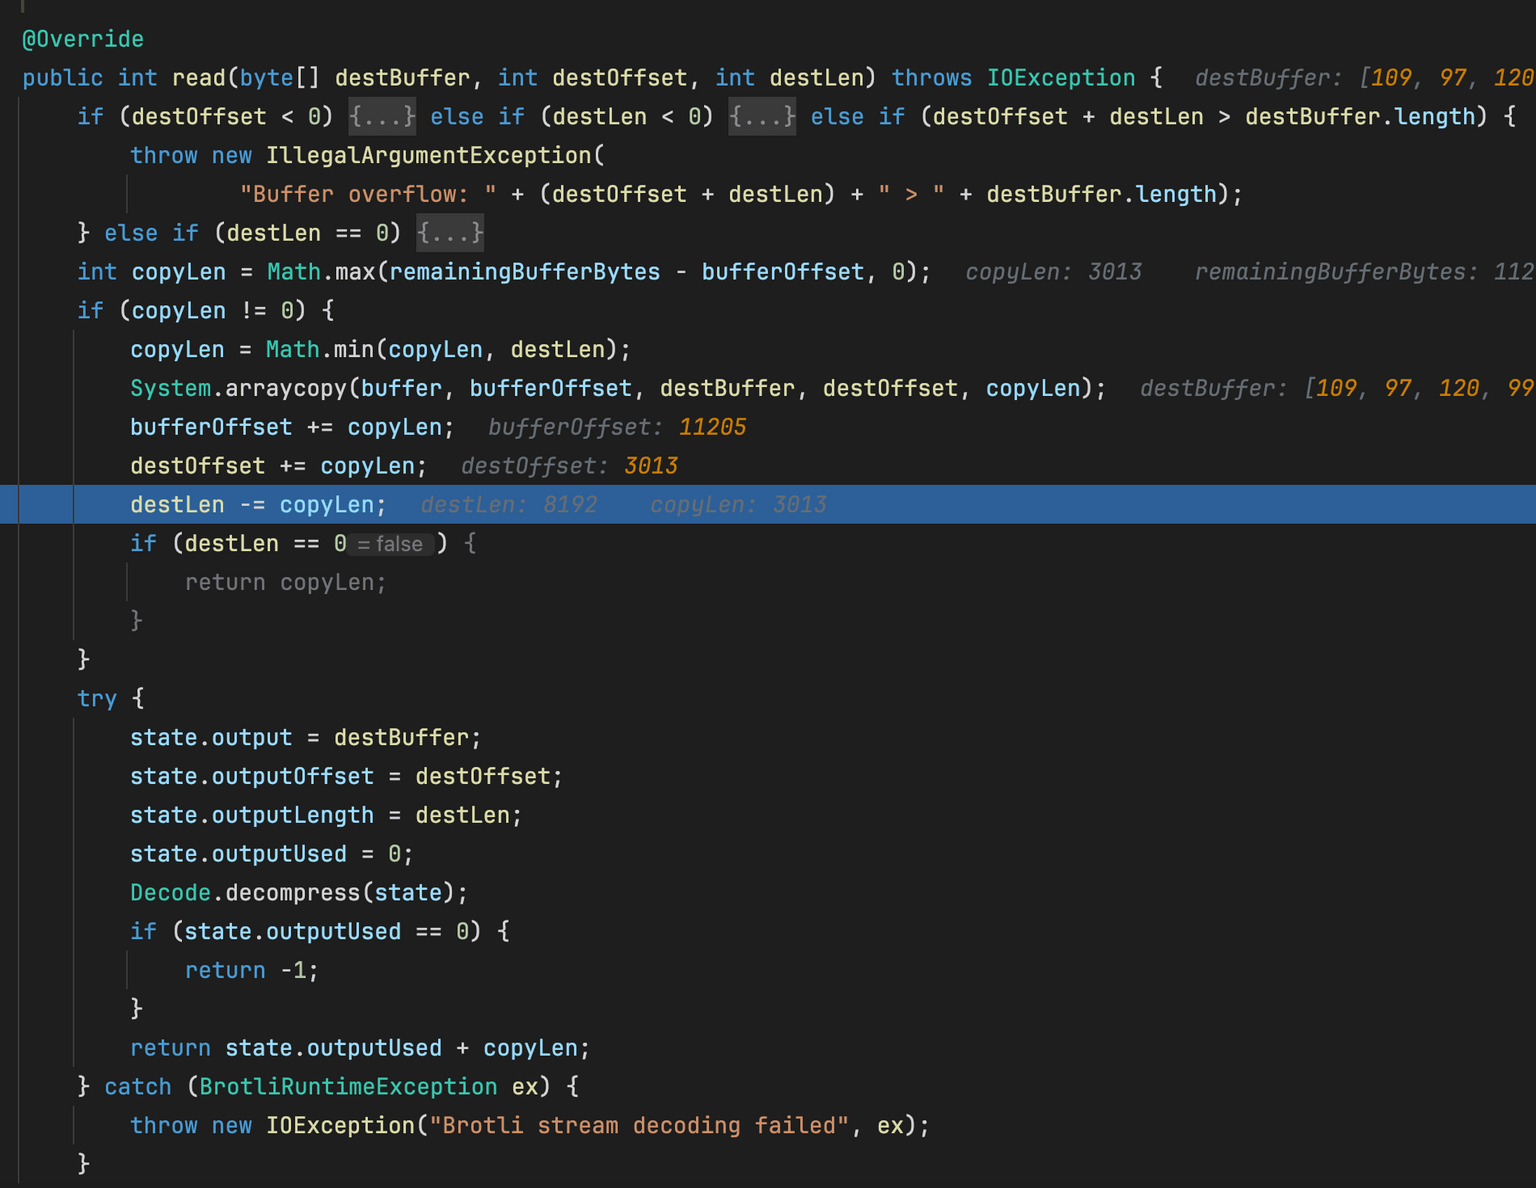 @Override
public int read(byte[] destBuffer, int destOffset, int destLen) throws IOException {  destBuffer: [109, 97, 120
    if (destOffset < 0) {...} else if (destLen < 0) {...} else if (destOffset + destLen > destBuffer.length) {
        throw new IllegalArgumentException(
                "Buffer overflow: " + (destOffset + destLen) + " > " + destBuffer.length);
    } else if (destLen == 0) {...}
    int copyLen = Math.max(remainingBufferBytes - bufferOffset, 0);  copyLen: 3013    remainingBufferBytes: 112
    if (copyLen != 0) {
        copyLen = Math.min(copyLen, destLen);
        System.arraycopy(buffer, bufferOffset, destBuffer, destOffset, copyLen);  destBuffer: [109, 97, 120, 99
        bufferOffset += copyLen;  bufferOffset: 11205
        destOffset += copyLen;  destOffset: 3013
        destLen -= copyLen;  destLen: 8192    copyLen: 3013
        if (destLen == 0 = false ) {
            return copyLen;
        }
    }
    try {
        state.output = destBuffer;
        state.outputOffset = destOffset;
        state.outputLength = destLen;
        state.outputUsed = 0;
        Decode.decompress(state);
        if (state.outputUsed == 0) {
            return -1;
        }
        return state.outputUsed + copyLen;
    } catch (BrotliRuntimeException ex) {
        throw new IOException("Brotli stream decoding failed", ex);
    }